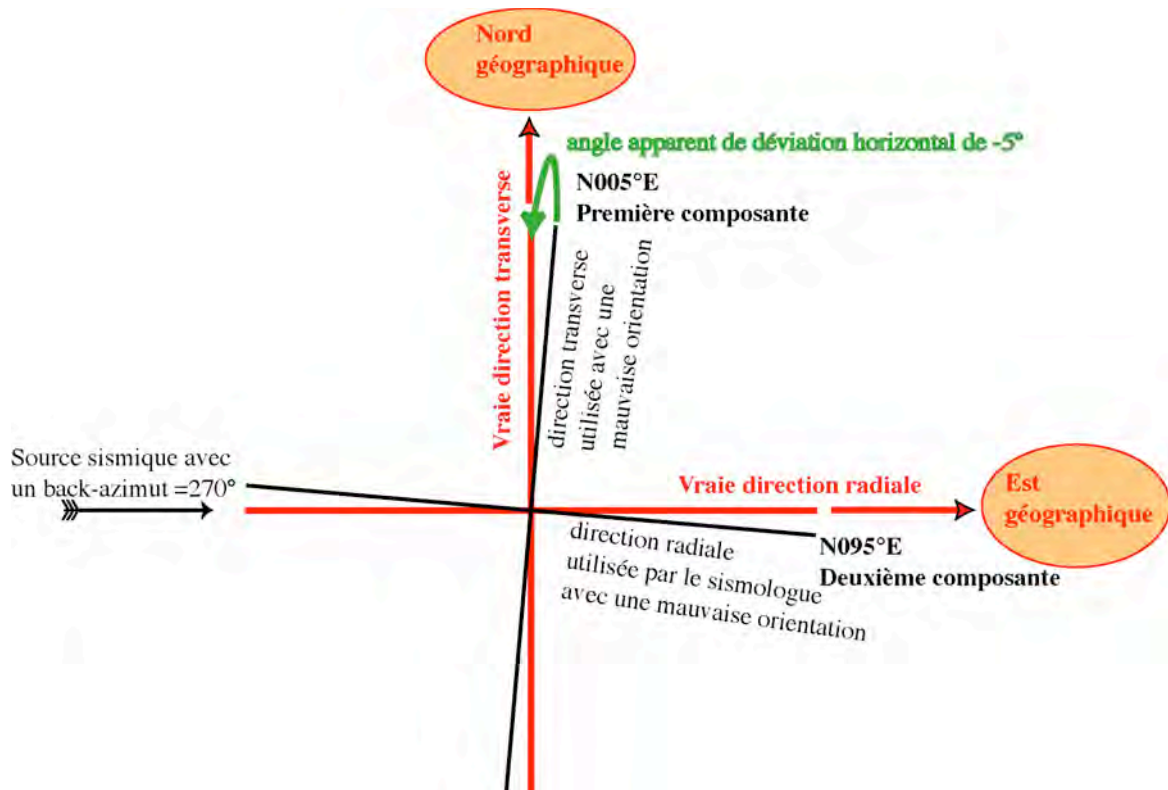 Nord
géographique
angle apparent de déviation horizontal de -5°
N005°E
Première composante
Vraie direction transverse
direction transverse
utilisée avec une
mauvaise orientation
Source sismique avec
un back-azimut =270°
Vraie direction radiale
Est
géographique
N095°E
Deuxième composante
direction radiale
utilisée par le sismologue
avec une mauvaise orientation